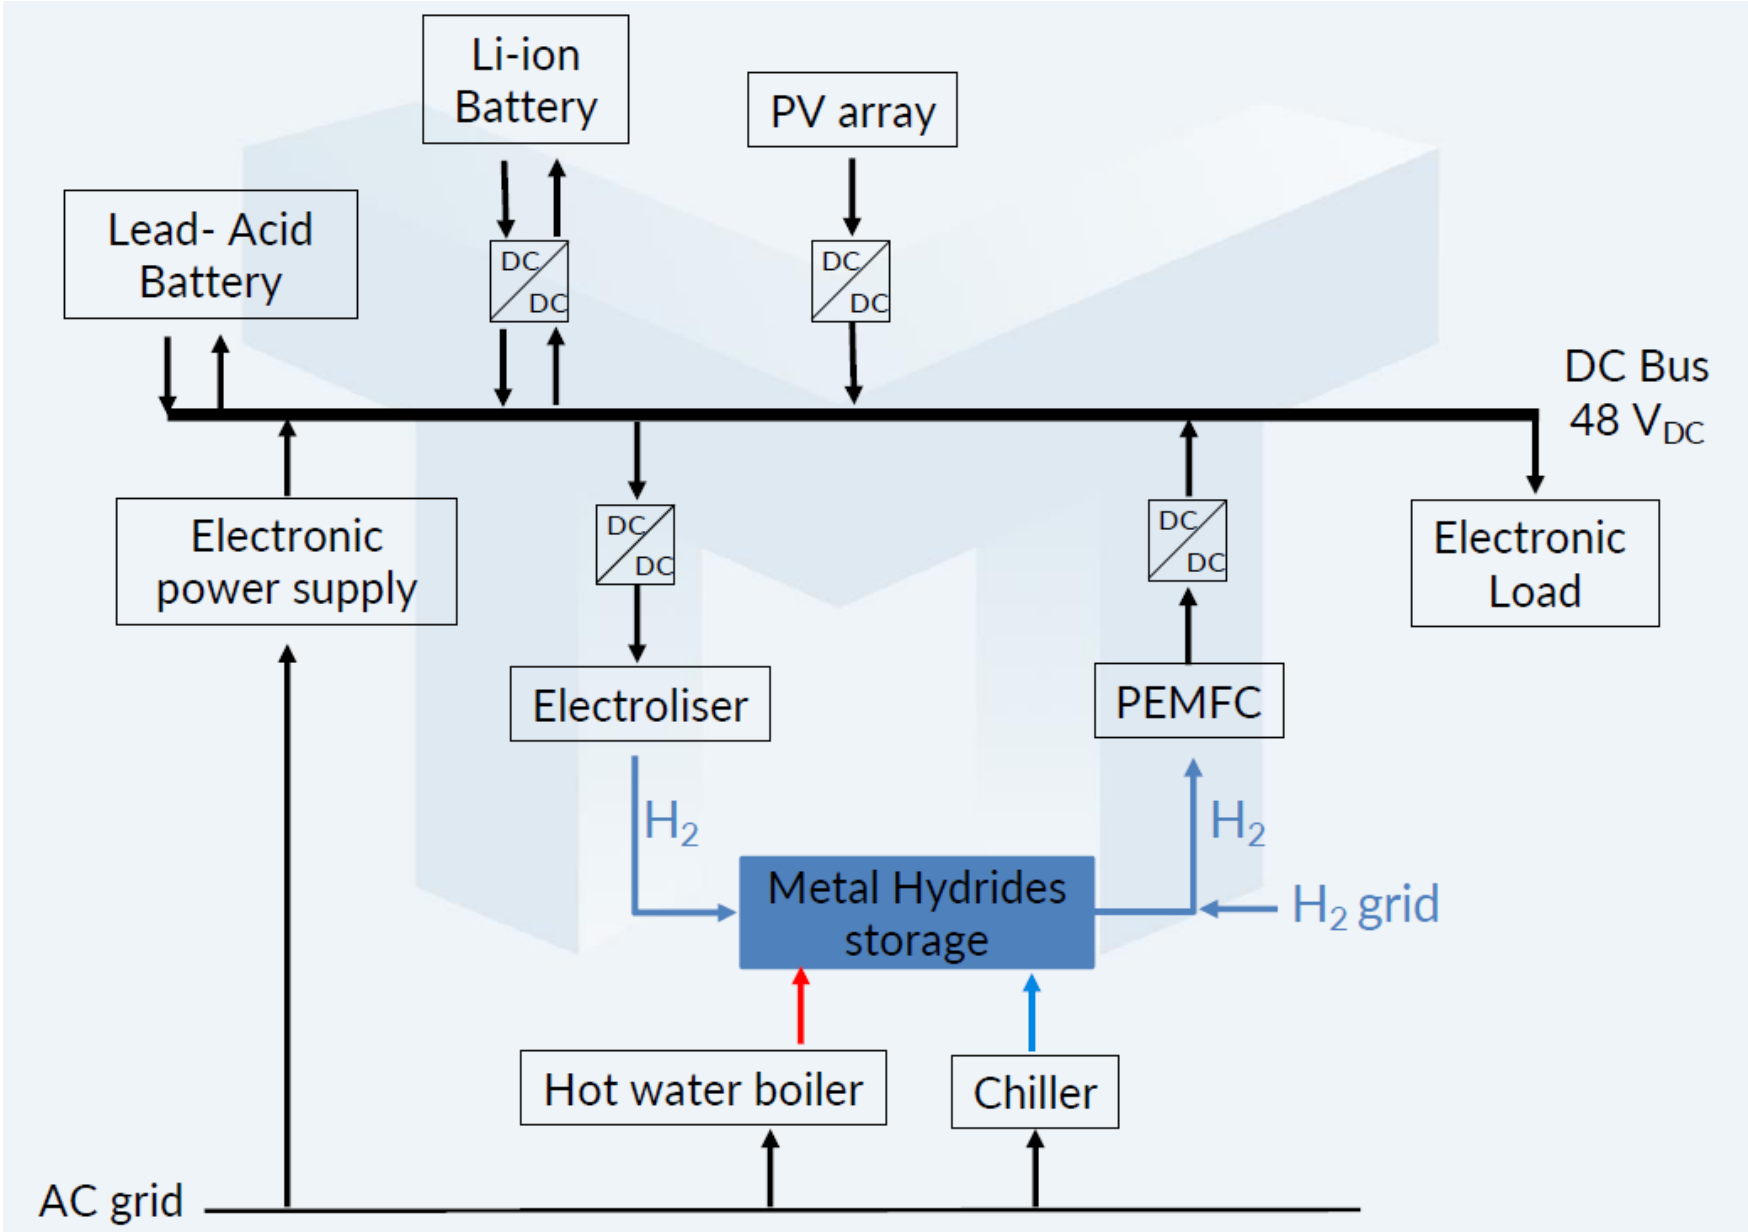 Li-ion
Battery
PV array
Lead- Acid
Battery
DC
DC
DC
DC
DC Bus
48 V_DC
Electronic
power supply
DC
DC
DC
DC
Electronic
Load
Electroliser
PEMFC
H₂
H₂
Metal Hydrides
storage
H₂ grid
Hot water boiler
Chiller
AC grid